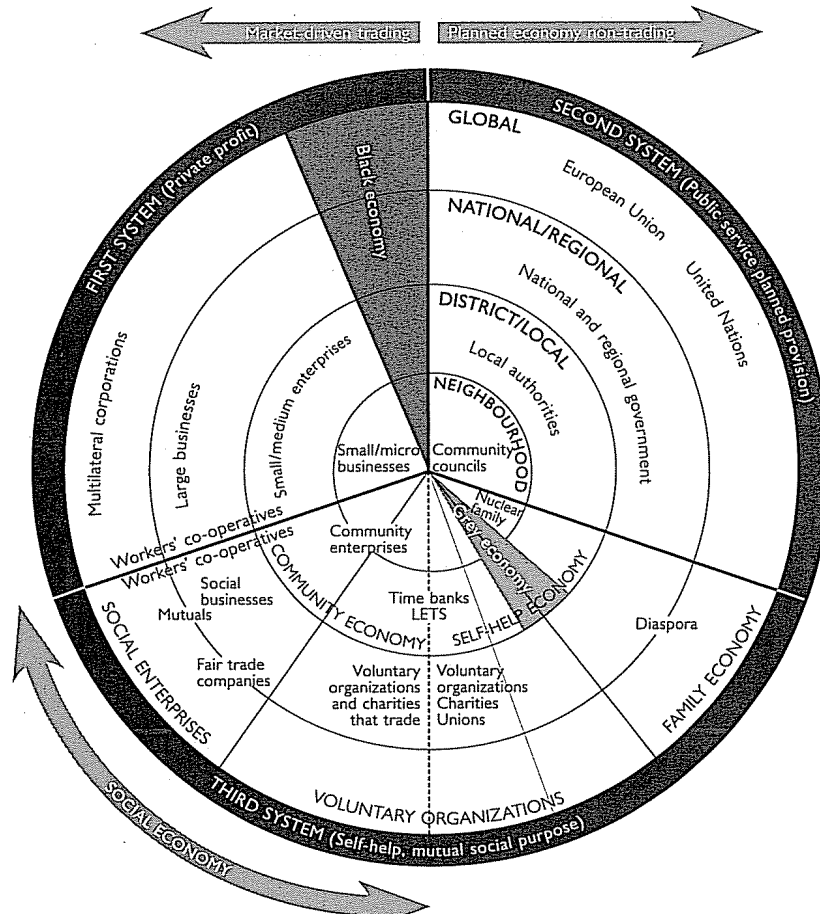 Market-driven trading
Planned economy non-trading
FIRST SYSTEM (Private profit)
SECOND SYSTEM (Public service planned provision)
Black economy
GLOBAL
European Union
United Nations
NATIONAL/REGIONAL
National and regional government
DISTRICT/LOCAL
Local authorities
NEIGHBOURHOOD
Community
councils
Multilateral corporations
Large businesses
Small/medium enterprises
Small/micro
businesses
Nuclear
family
Grey economy
Workers' co-operatives
Workers' co-operatives
Community
enterprises
COMMUNITY ECONOMY
Time banks
LETS
SELF-HELP ECONOMY
Social
businesses
Mutuals
Fair trade
companies
SOCIAL ENTERPRISES
Voluntary
organizations
and charities
that trade
Voluntary
organizations
Charities
Unions
Diaspora
FAMILY ECONOMY
VOLUNTARY ORGANIZATIONS
THIRD SYSTEM (Self-help, mutual social purpose)
SOCIAL ECONOMY